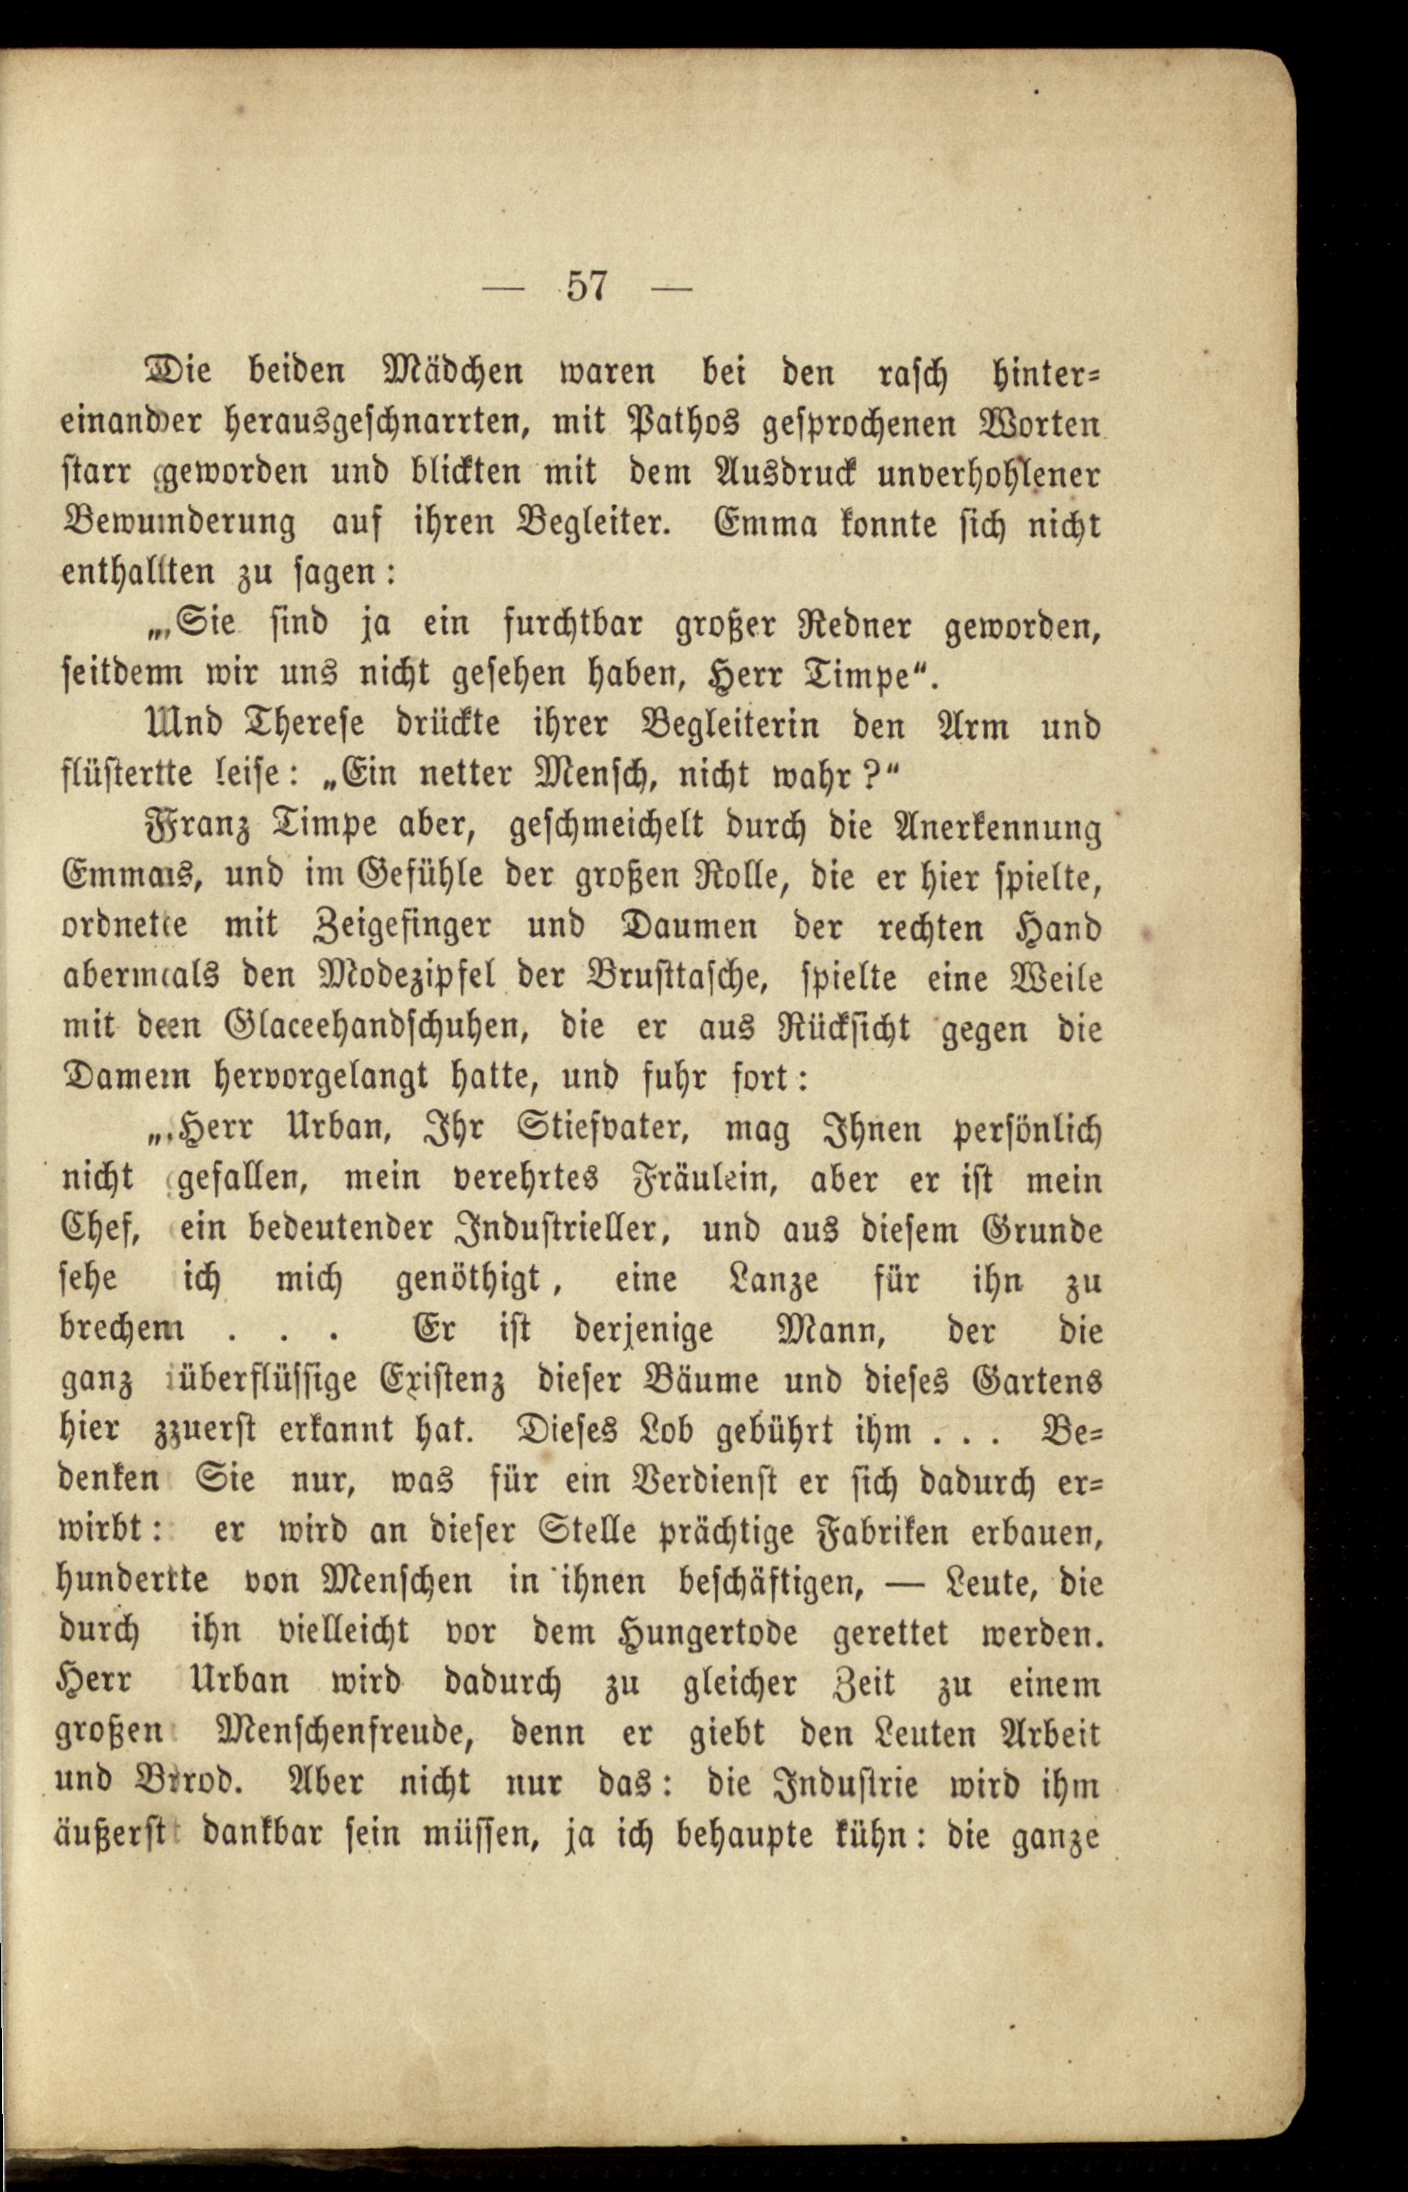 — 57 —
Die beiden Mädchen waren bei den rasch hinter-
einander herausgeschnarrten, mit Pathos gesprochenen Worten
starr geworden und blickten mit dem Ausdruck unverhohlener
Bewunderung auf ihren Begleiter. Emma konnte sich nicht
enthalten zu sagen:
„Sie sind ja ein furchtbar großer Redner geworden,
seitdem wir uns nicht gesehen haben, Herr Timpe“.
Und Therese drückte ihrer Begleiterin den Arm und
flüsterte leise: „Ein netter Mensch, nicht wahr?“
Franz Timpe aber, geschmeichelt durch die Anerkennung
Emmas, und im Gefühle der großen Rolle, die er hier spielte,
ordnete mit Zeigefinger und Daumen der rechten Hand
abermals den Modezipfel der Brusttasche, spielte eine Weile
mit den Glaceehandschuhen, die er aus Rücksicht gegen die
Damen hervorgelangt hatte, und fuhr fort:
„Herr Urban, Ihr Stiefvater, mag Ihnen persönlich
nicht gefallen, mein verehrtes Fräulein, aber er ist mein
Chef, ein bedeutender Industrieller, und aus diesem Grunde
sehe ich mich genöthigt, eine Lanze für ihn zu
brechen . . . Er ist derjenige Mann, der die
ganz überflüssige Existenz dieser Bäume und dieses Gartens
hier zuerst erkannt hat. Dieses Lob gebührt ihm . . . Be-
denken Sie nur, was für ein Verdienst er sich dadurch er-
wirbt: er wird an dieser Stelle prächtige Fabriken erbauen,
hunderte von Menschen in ihnen beschäftigen, — Leute, die
durch ihn vielleicht vor dem Hungertode gerettet werden.
Herr Urban wird dadurch zu gleicher Zeit zu einem
großen Menschenfreude, denn er giebt den Leuten Arbeit
und Brod. Aber nicht nur das: die Industrie wird ihm
äußerst dankbar sein müssen, ja ich behaupte kühn: die ganze